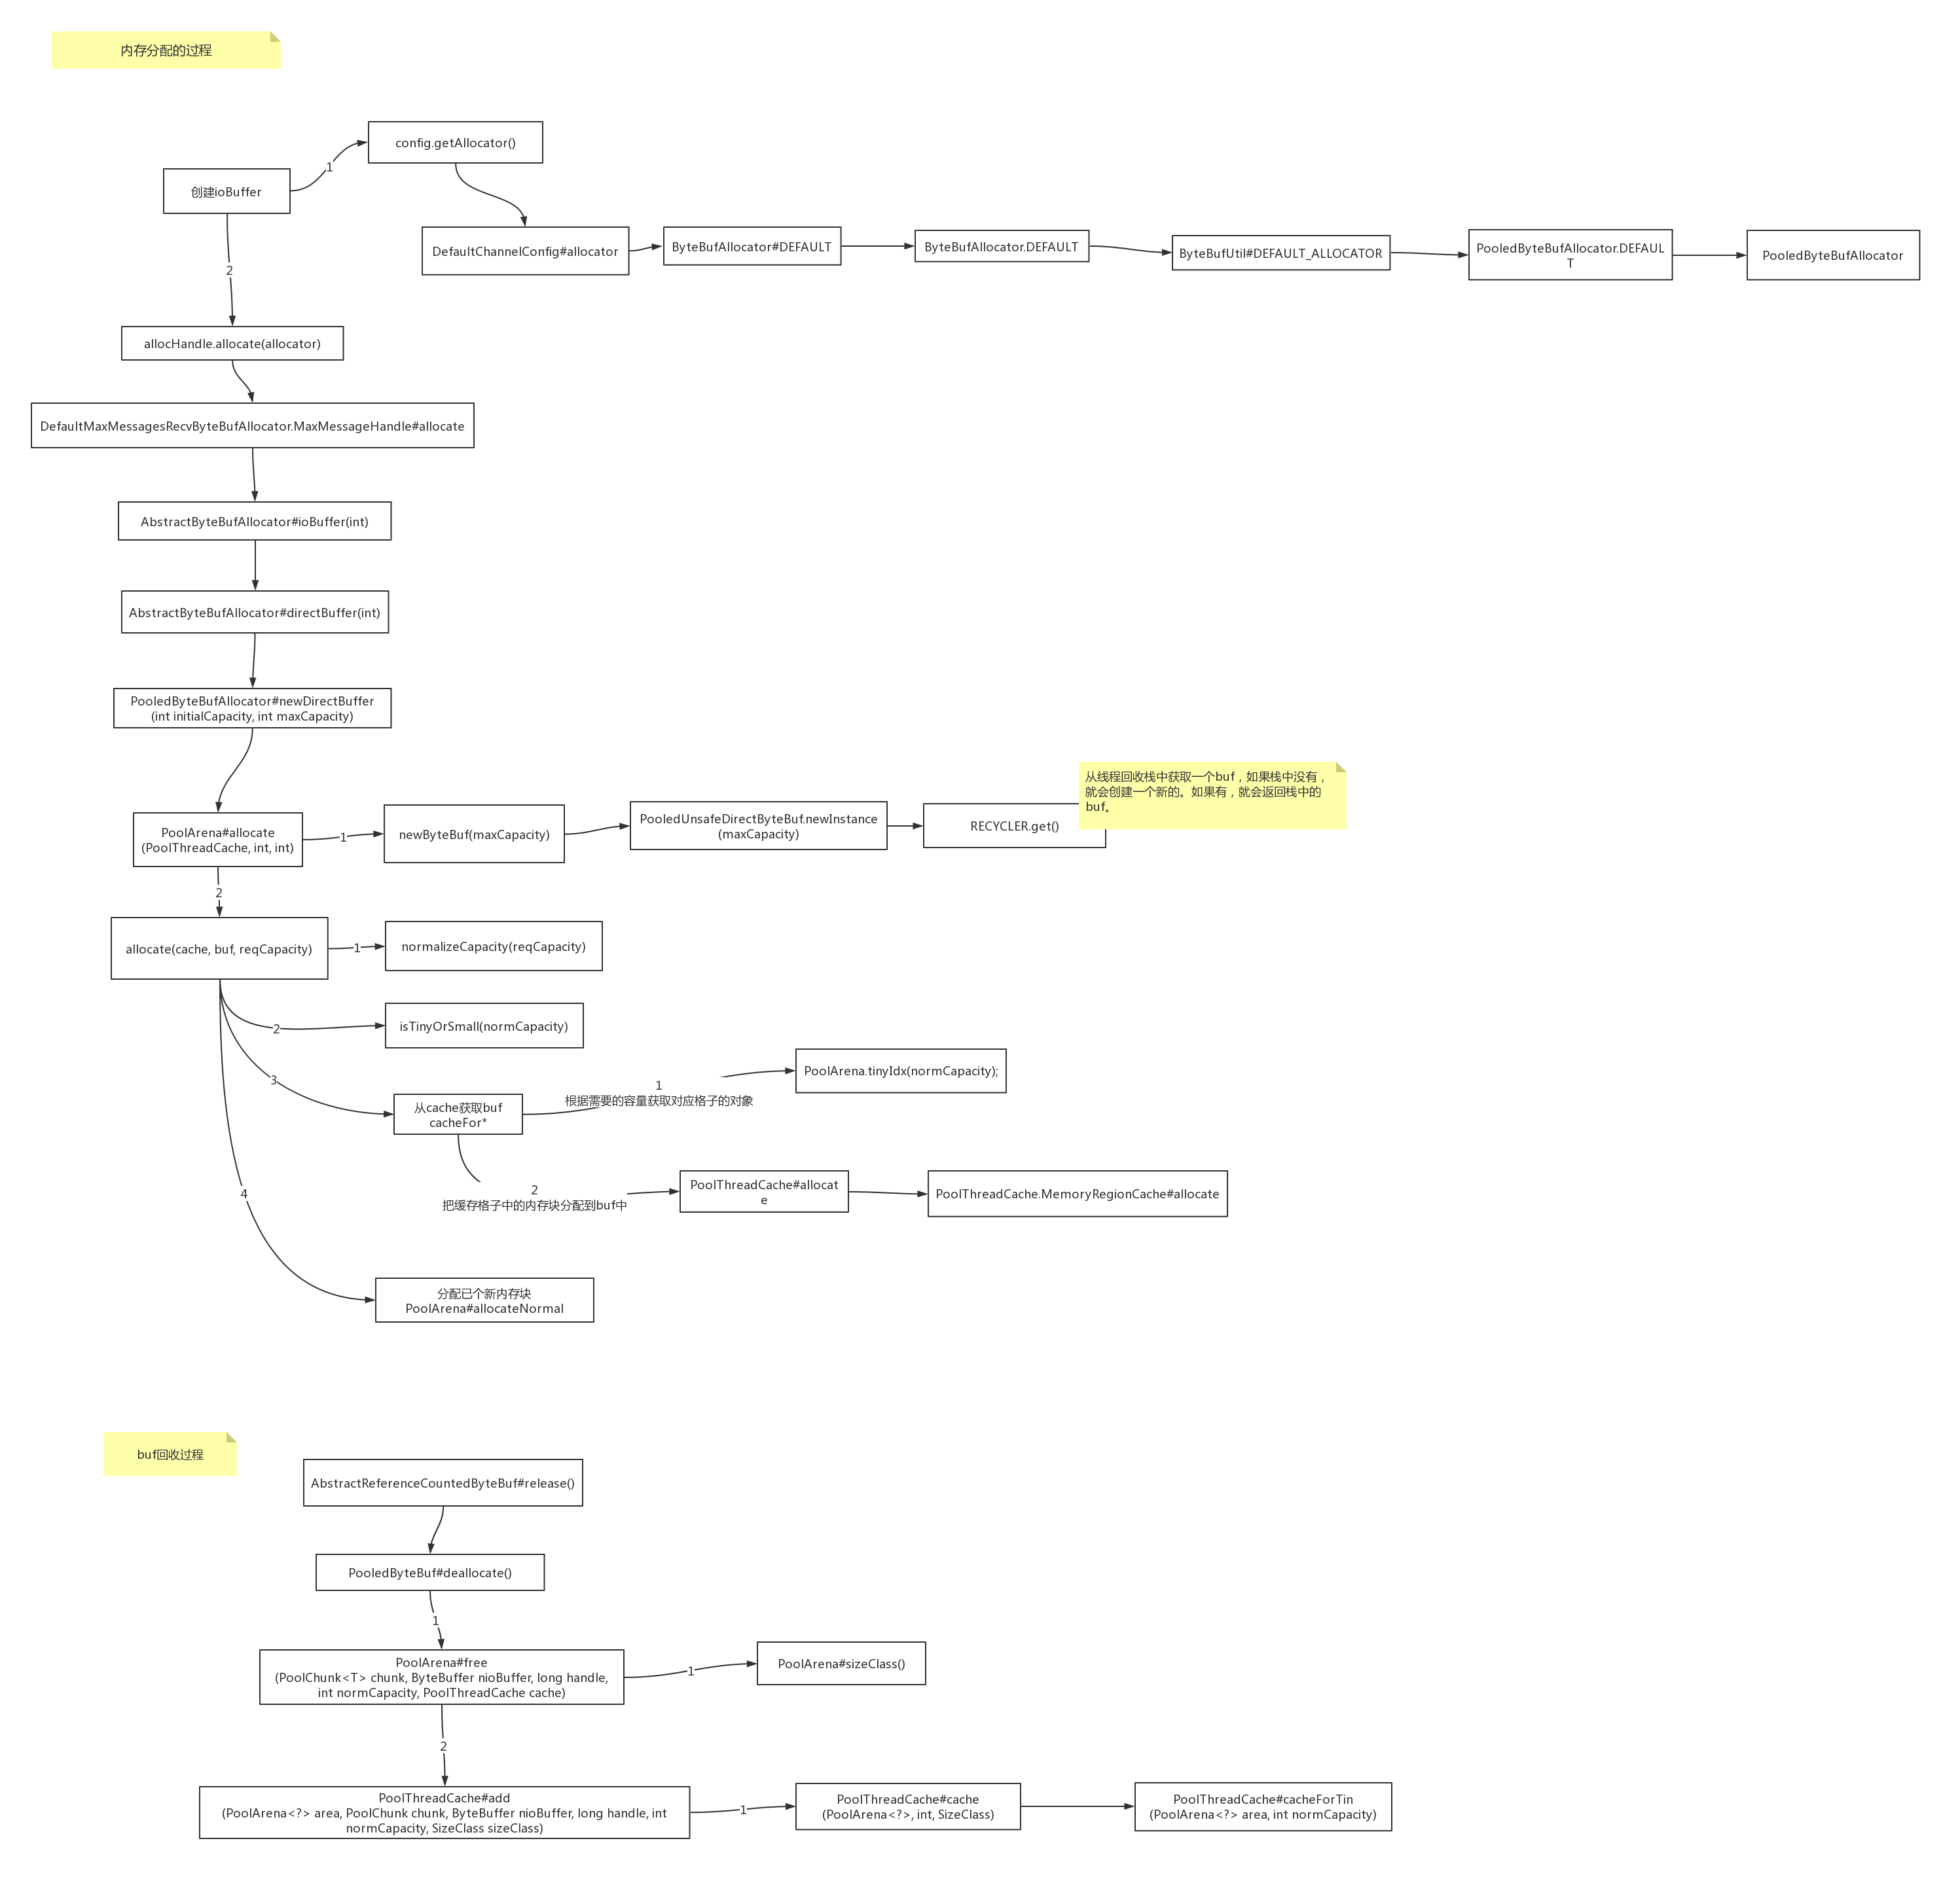 内存分配的过程
config.getAllocator()
1
创建ioBuffer
DefaultChannelConfig#allocator
ByteBufAllocator#DEFAULT
ByteBufAllocator.DEFAULT
ByteBufUtil#DEFAULT_ALLOCATOR
PooledByteBufAllocator.DEFAUL
T
PooledByteBufAllocator
2
allocHandle.allocate(allocator)
DefaultMaxMessagesRecvByteBufAllocator.MaxMessageHandle#allocate
AbstractByteBufAllocator#ioBuffer(int)
AbstractByteBufAllocator#directBuffer(int)
PooledByteBufAllocator#newDirectBuffer
(int initialCapacity, int maxCapacity)
PoolArena#allocate
(PoolThreadCache, int, int)
1
newByteBuf(maxCapacity)
PooledUnsafeDirectByteBuf.newInstance
(maxCapacity)
RECYCLER.get()
从线程回收栈中获取一个buf，如果栈中没有，
就会创建一个新的。如果有，就会返回栈中的
buf。
2
allocate(cache, buf, reqCapacity)
1
normalizeCapacity(reqCapacity)
2
isTinyOrSmall(normCapacity)
3
从cache获取buf
cacheFor*
1
根据需要的容量获取对应格子的对象
PoolArena.tinyIdx(normCapacity);
2
把缓存格子中的内存块分配到buf中
PoolThreadCache#allocat
e
PoolThreadCache.MemoryRegionCache#allocate
4
分配已个新内存块
PoolArena#allocateNormal
buf回收过程
AbstractReferenceCountedByteBuf#release()
PooledByteBuf#deallocate()
1
PoolArena#free
(PoolChunk<T> chunk, ByteBuffer nioBuffer, long handle,
int normCapacity, PoolThreadCache cache)
1
PoolArena#sizeClass()
2
PoolThreadCache#add
(PoolArena<?> area, PoolChunk chunk, ByteBuffer nioBuffer, long handle, int
normCapacity, SizeClass sizeClass)
1
PoolThreadCache#cache
(PoolArena<?>, int, SizeClass)
PoolThreadCache#cacheForTin
(PoolArena<?> area, int normCapacity)